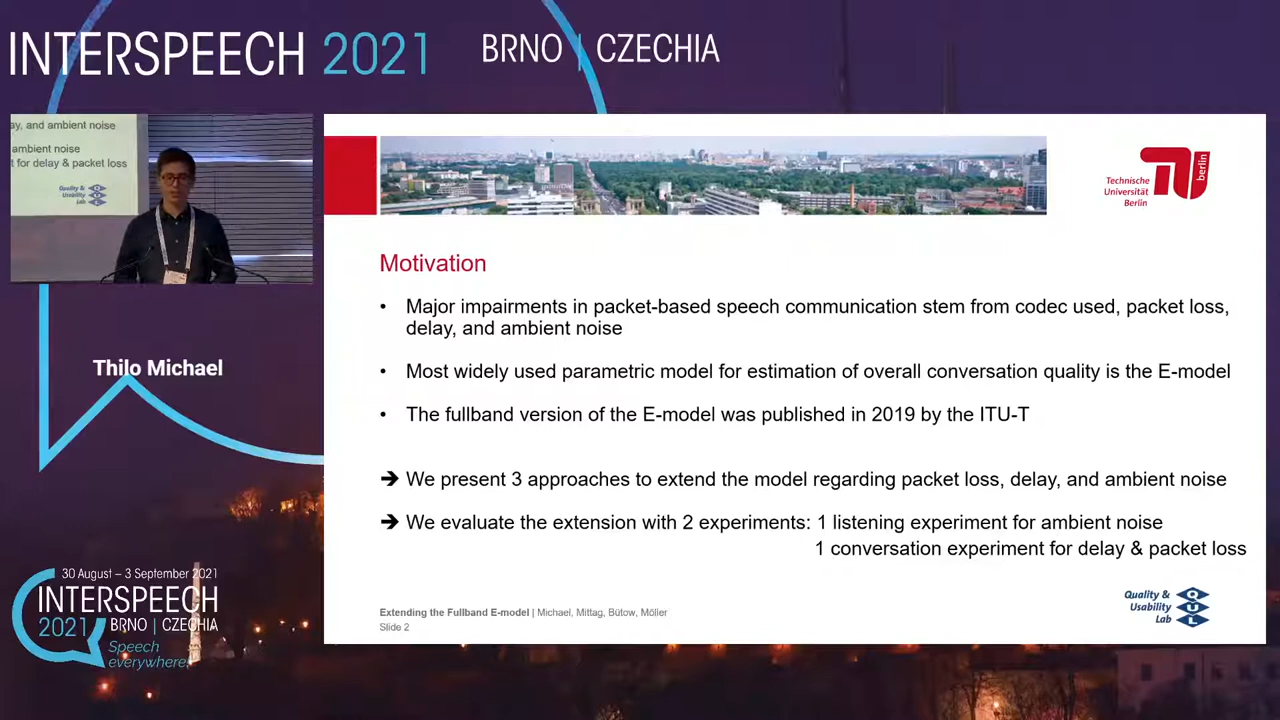 INTERSPEECH 2021
BRNO | CZECHIA
ay, and ambient noise
ambient noise
t for delay & packet loss
Quality &
Usability
Lab
Thilo Michael
30 August – 3 September 2021
INTERSPEECH
2021 BRNO | CZECHIA
Speech
everywhere!
Technische
Universität
Berlin
berlin
Motivation
• Major impairments in packet-based speech communication stem from codec used, packet loss,
delay, and ambient noise
• Most widely used parametric model for estimation of overall conversation quality is the E-model
• The fullband version of the E-model was published in 2019 by the ITU-T
➔ We present 3 approaches to extend the model regarding packet loss, delay, and ambient noise
➔ We evaluate the extension with 2 experiments: 1 listening experiment for ambient noise
1 conversation experiment for delay & packet loss
Extending the Fullband E-model | Michael, Mittag, Bütow, Möller
Slide 2
Quality &
Usability
Lab
QUL